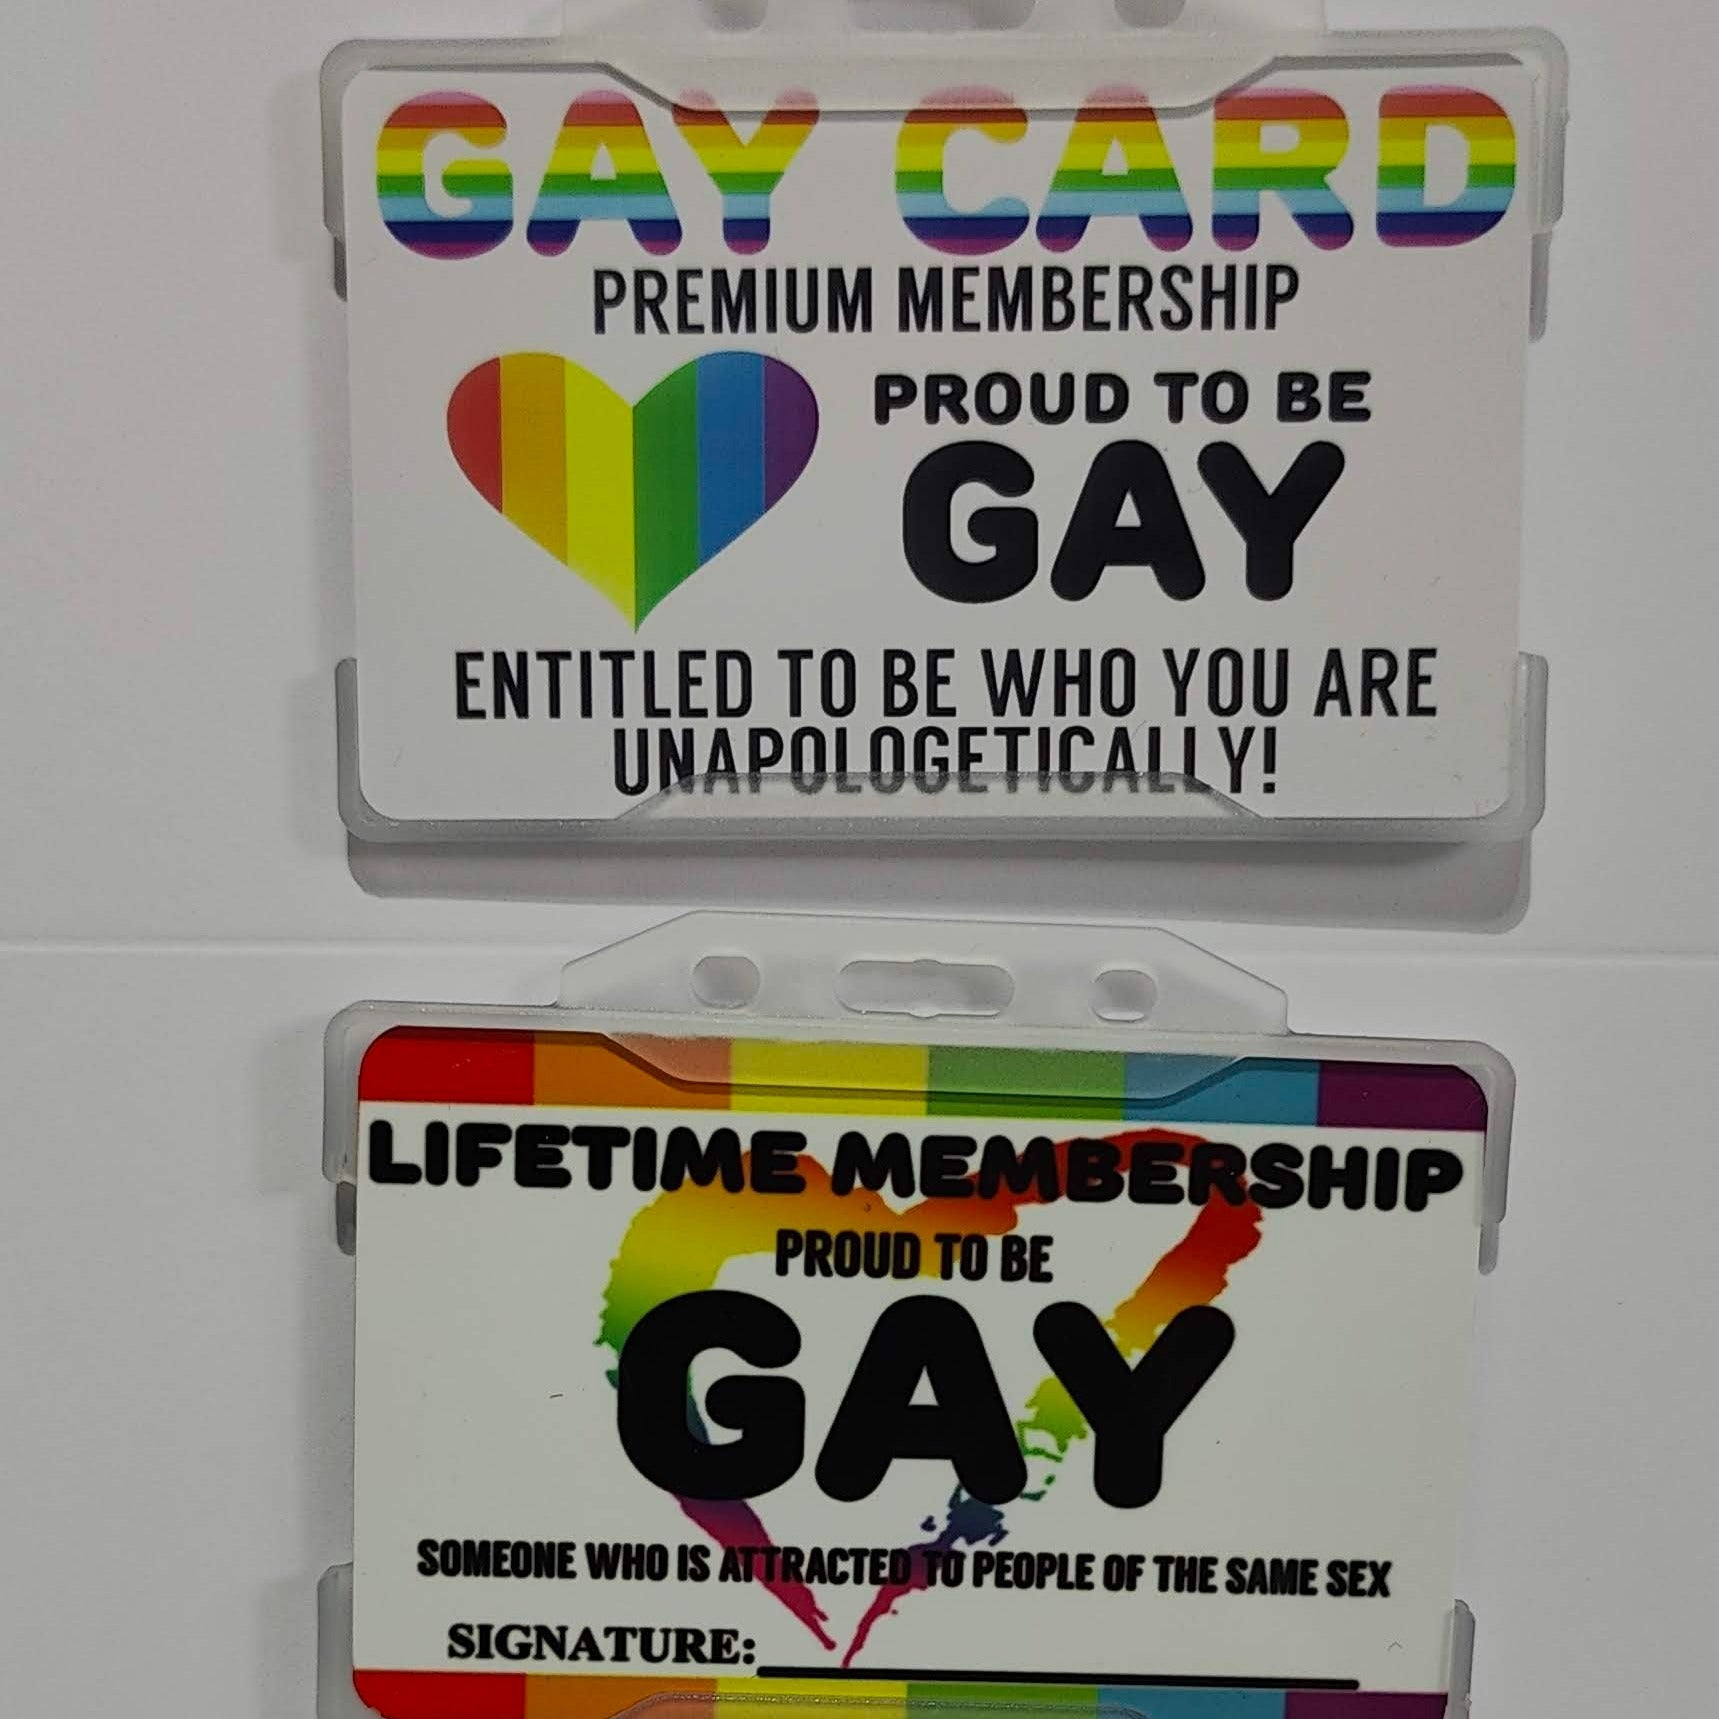 GAY CARD
PREMIUM MEMBERSHIP
PROUD TO BE
GAY
ENTITLED TO BE WHO YOU ARE
UNAPOLOGETICALLY!
LIFETIME MEMBERSHIP
PROUD TO BE
GAY
SOMEONE WHO IS ATTRACTED TO PEOPLE OF THE SAME SEX
SIGNATURE: